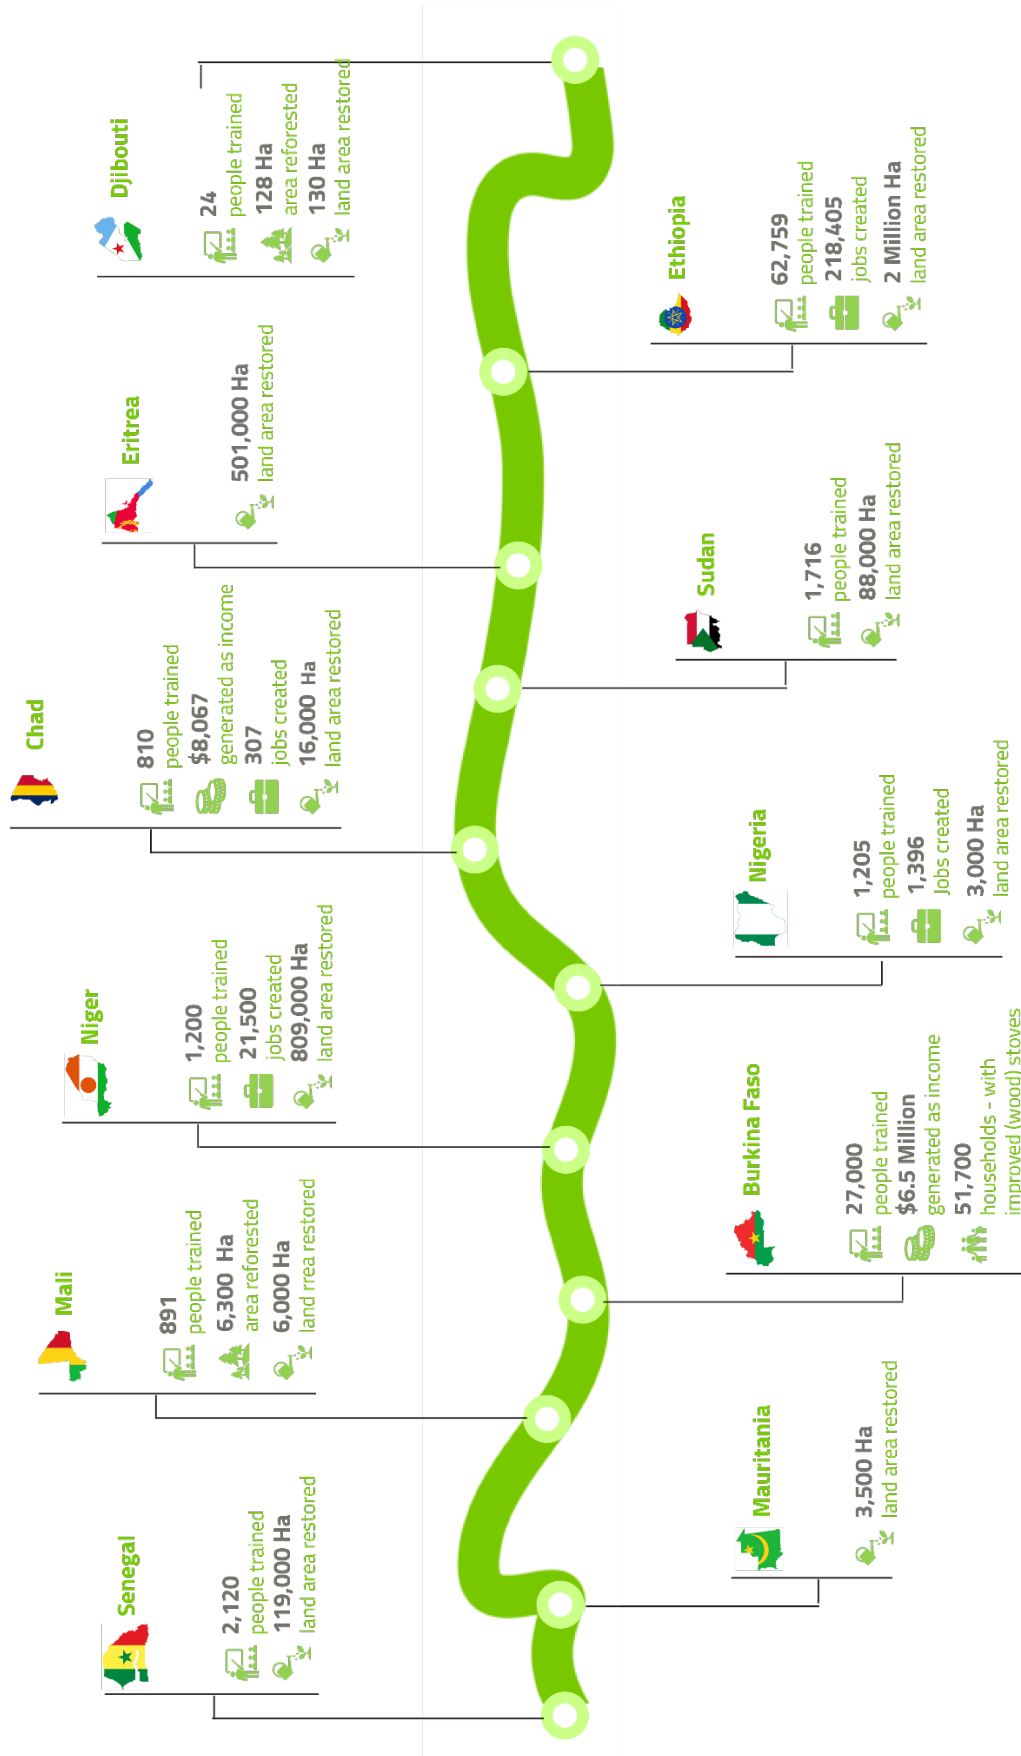 Senegal
2,120
people trained
119,000 Ha
land area restored
Mali
891
people trained
6,300 Ha
area reforested
6,000 Ha
land rrea restored
Niger
1,200
people trained
21,500
jobs created
809,000 Ha
land area restored
Chad
810
people trained
$8,067
generated as income
307
jobs created
16,000 Ha
land area restored
Eritrea
501,000 Ha
land area restored
Djibouti
24
people trained
128 Ha
area reforested
130 Ha
land area restored
Mauritania
3,500 Ha
land area restored
Burkina Faso
27,000
people trained
$6.5 Million
generated as income
51,700
households - with
improved (wood) stoves
Nigeria
1,205
people trained
1,396
Jobs created
3,000 Ha
land area restored
Sudan
1,716
people trained
88,000 Ha
land area restored
Ethiopia
62,759
people trained
218,405
jobs created
2 Million Ha
land area restored